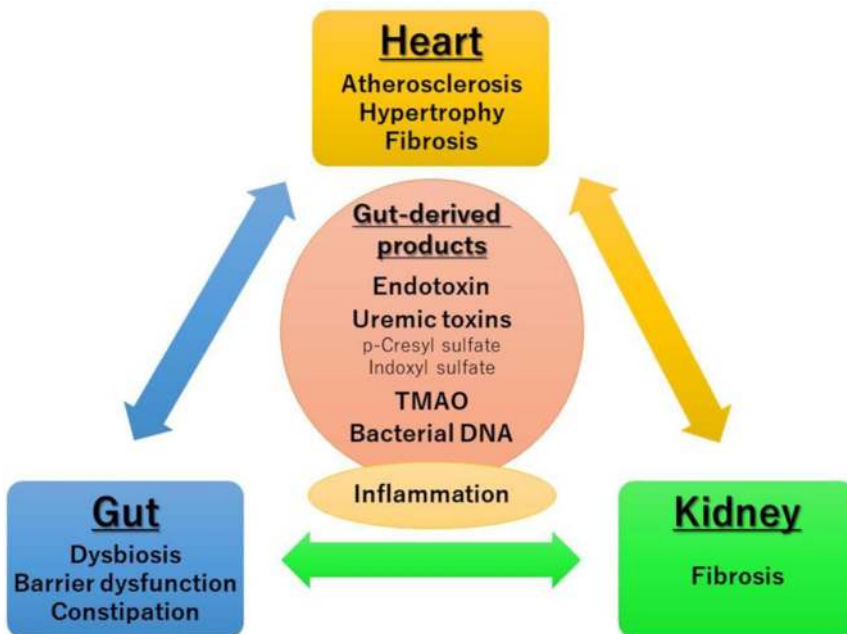 Heart
Atherosclerosis
Hypertrophy
Fibrosis
Gut-derived
products
Endotoxin
Uremic toxins
p-Cresyl sulfate
Indoxyl sulfate
TMAO
Bacterial DNA
Inflammation
Gut
Dysbiosis
Barrier dysfunction
Constipation
Kidney
Fibrosis